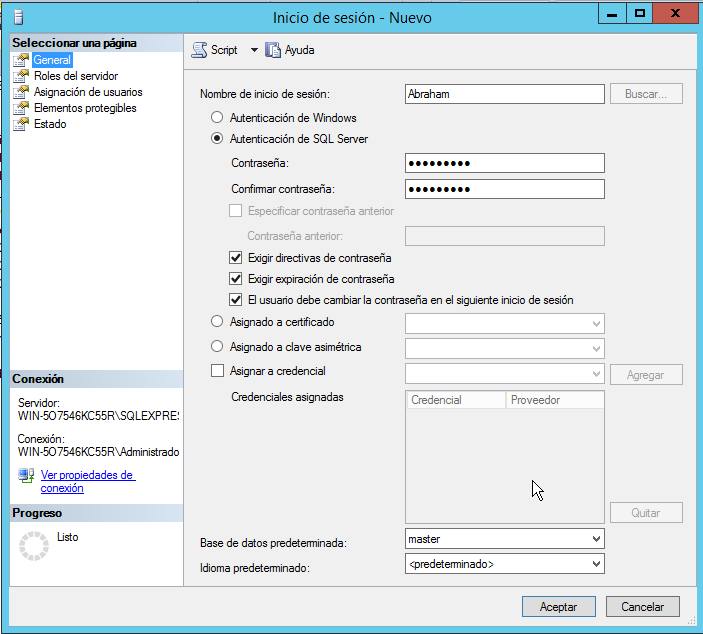 Inicio de sesión - Nuevo
Seleccionar una página
General
Roles del servidor
Asignación de usuarios
Elementos protegibles
Estado
Script
Ayuda
Nombre de inicio de sesión:
Abraham
Buscar...
Autenticación de Windows
Autenticación de SQL Server
Contraseña:
●●●●●●●●●
Confirmar contraseña:
●●●●●●●●●
Especificar contraseña anterior
Contraseña anterior:
Exigir directivas de contraseña
Exigir expiración de contraseña
El usuario debe cambiar la contraseña en el siguiente inicio de sesión
Asignado a certificado
Asignado a clave asimétrica
Asignar a credencial
Agregar
Credenciales asignadas
Credencial
Proveedor
Quitar
Base de datos predeterminada:
master
Idioma predeterminado:
<predeterminado>
Conexión
Servidor:
WIN-5O7546KC55R\SQLEXPRES
Conexión:
WIN-5O7546KC55R\Administrado
Ver propiedades de
conexión
Progreso
Listo
Aceptar
Cancelar